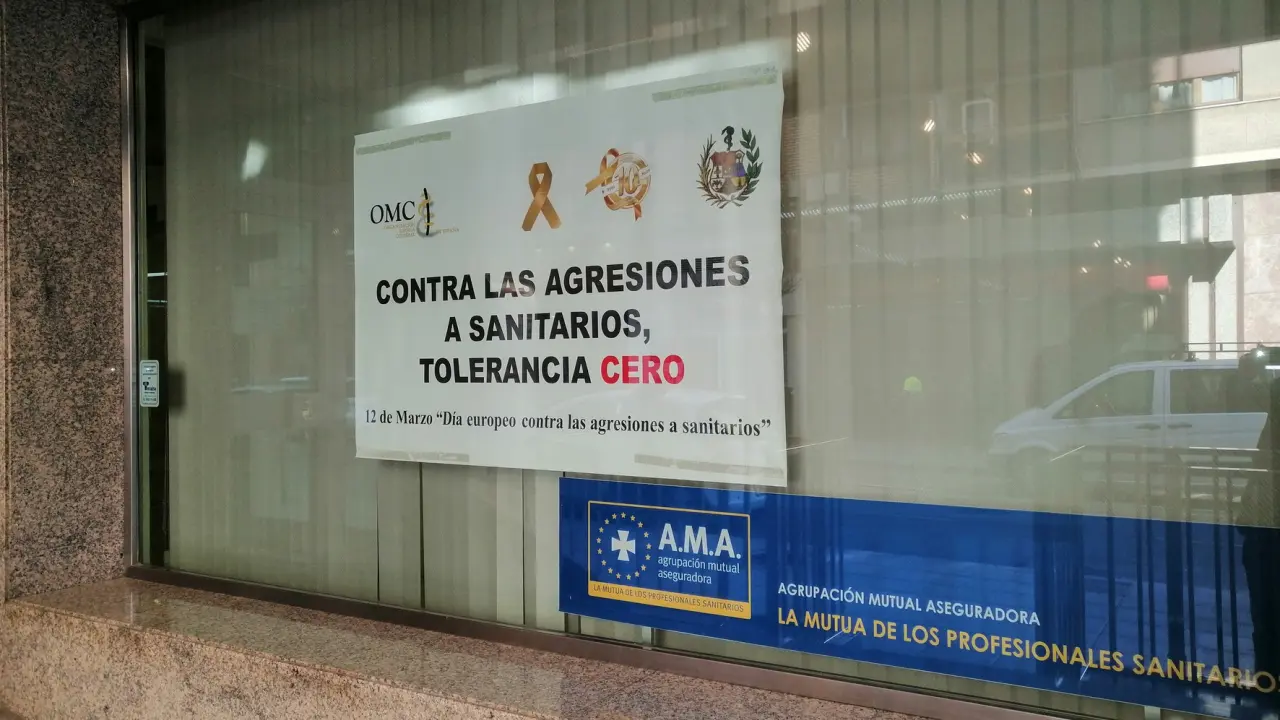 OMC
10
CONTRA LAS AGRESIONES
A SANITARIOS,
TOLERANCIA CERO
12 de Marzo “Día europeo contra las agresiones a sanitarios”
A.M.A.
agrupación mutual
aseguradora
LA MUTUA DE LOS PROFESIONALES SANITARIOS
AGRUPACIÓN MUTUAL ASEGURADORA
LA MUTUA DE LOS PROFESIONALES SANITARIOS